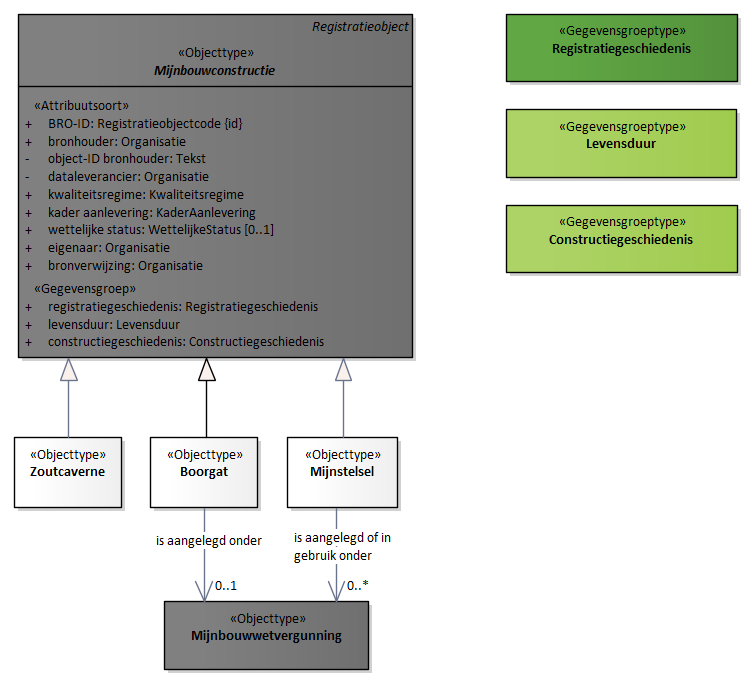 Registratieobject
«Objecttype»
Mijnbouwconstructie
«Attribuutsoort»
+ BRO-ID: Registratieobjectcode {id}
+ bronhouder: Organisatie
- object-ID bronhouder: Tekst
- dataleverancier: Organisatie
+ kwaliteitsregime: Kwaliteitsregime
+ kader aanlevering: KaderAanlevering
+ wettelijke status: WettelijkeStatus [0..1]
+ eigenaar: Organisatie
+ bronverwijzing: Organisatie
«Gegevensgroep»
+ registratiegeschiedenis: Registratiegeschiedenis
+ levensduur: Levensduur
+ constructiegeschiedenis: Constructiegeschiedenis
«Gegevensgroeptype»
Registratiegeschiedenis
«Gegevensgroeptype»
Levensduur
«Gegevensgroeptype»
Constructiegeschiedenis
«Objecttype»
Zoutcaverne
«Objecttype»
Boorgat
«Objecttype»
Mijnstelsel
is aangelegd onder
0..1
is aangelegd of in
gebruik onder
0..*
«Objecttype»
Mijnbouwwetvergunning